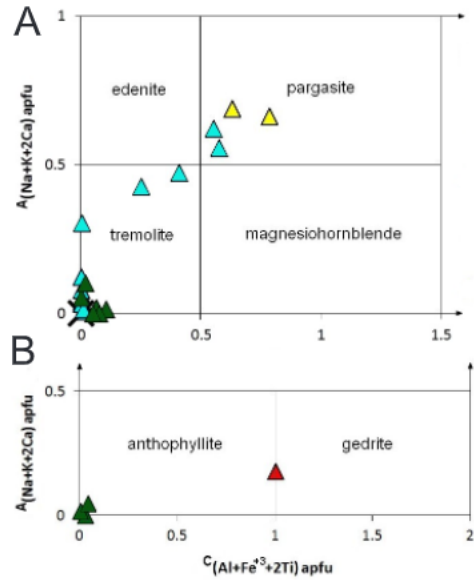 A
1
edenite
pargasite
A(Na+K+2Ca) apfu
0.5
tremolite
magnesiohornblende
0
0
0.5
1
1.5
B
0.5
anthophyllite
gedrite
A(Na+K+2Ca) apfu
0
0
0.5
1
1.5
2
C(Al+Fe+3+2Ti) apfu